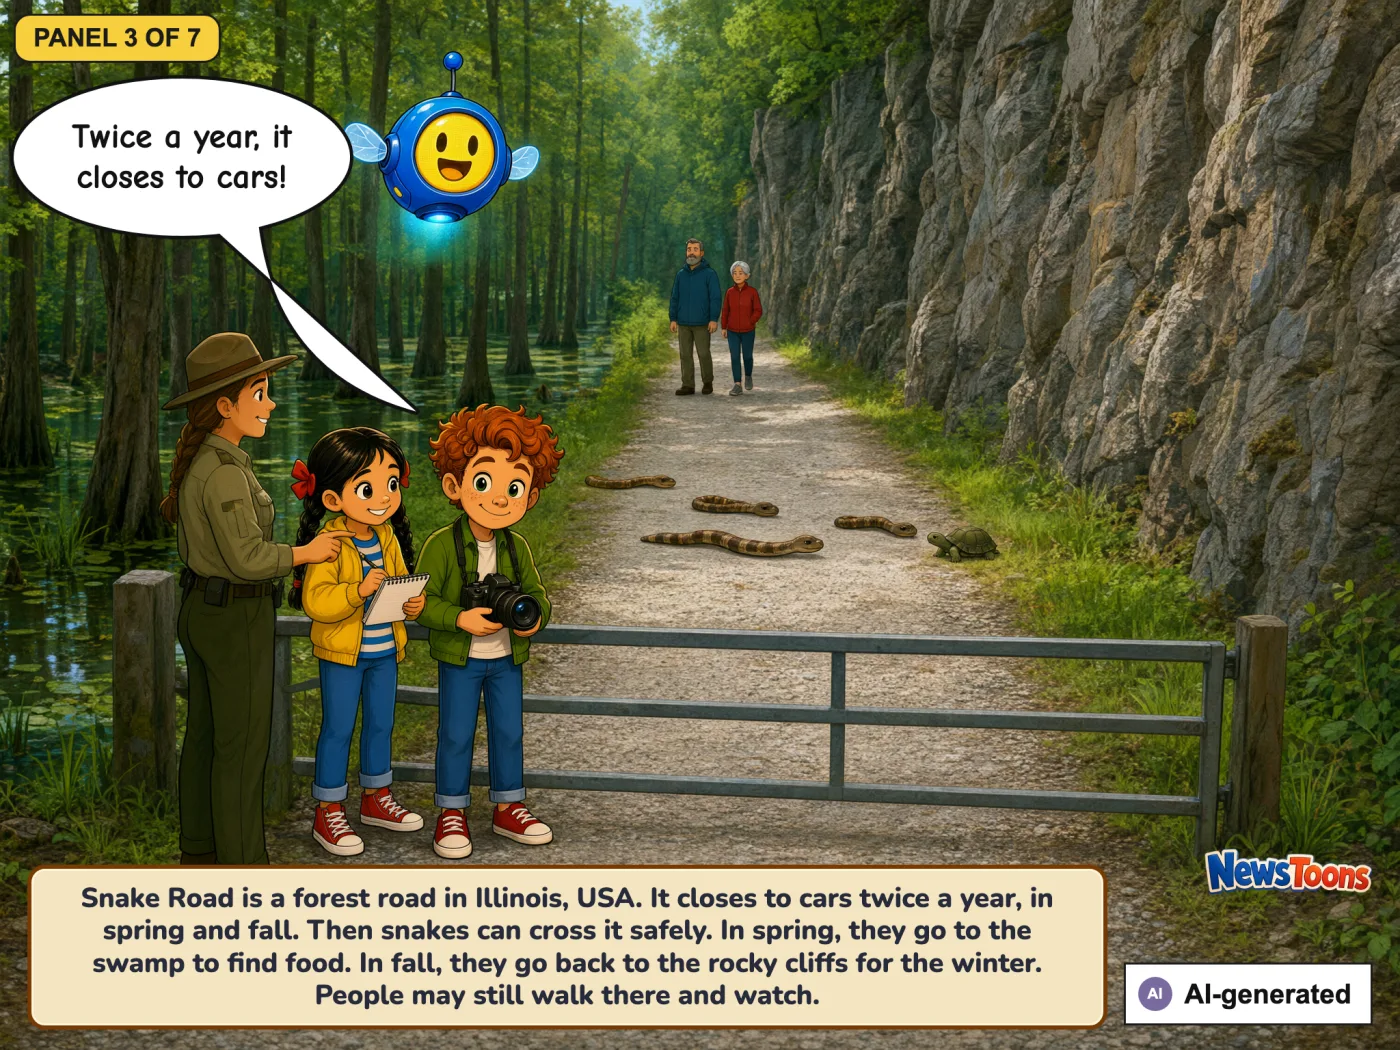 PANEL 3 OF 7
Twice a year, it
closes to cars!
Snake Road is a forest road in Illinois, USA. It closes to cars twice a year, in
spring and fall. Then snakes can cross it safely. In spring, they go to the
swamp to find food. In fall, they go back to the rocky cliffs for the winter.
People may still walk there and watch.
NewsToons
AI AI-generated